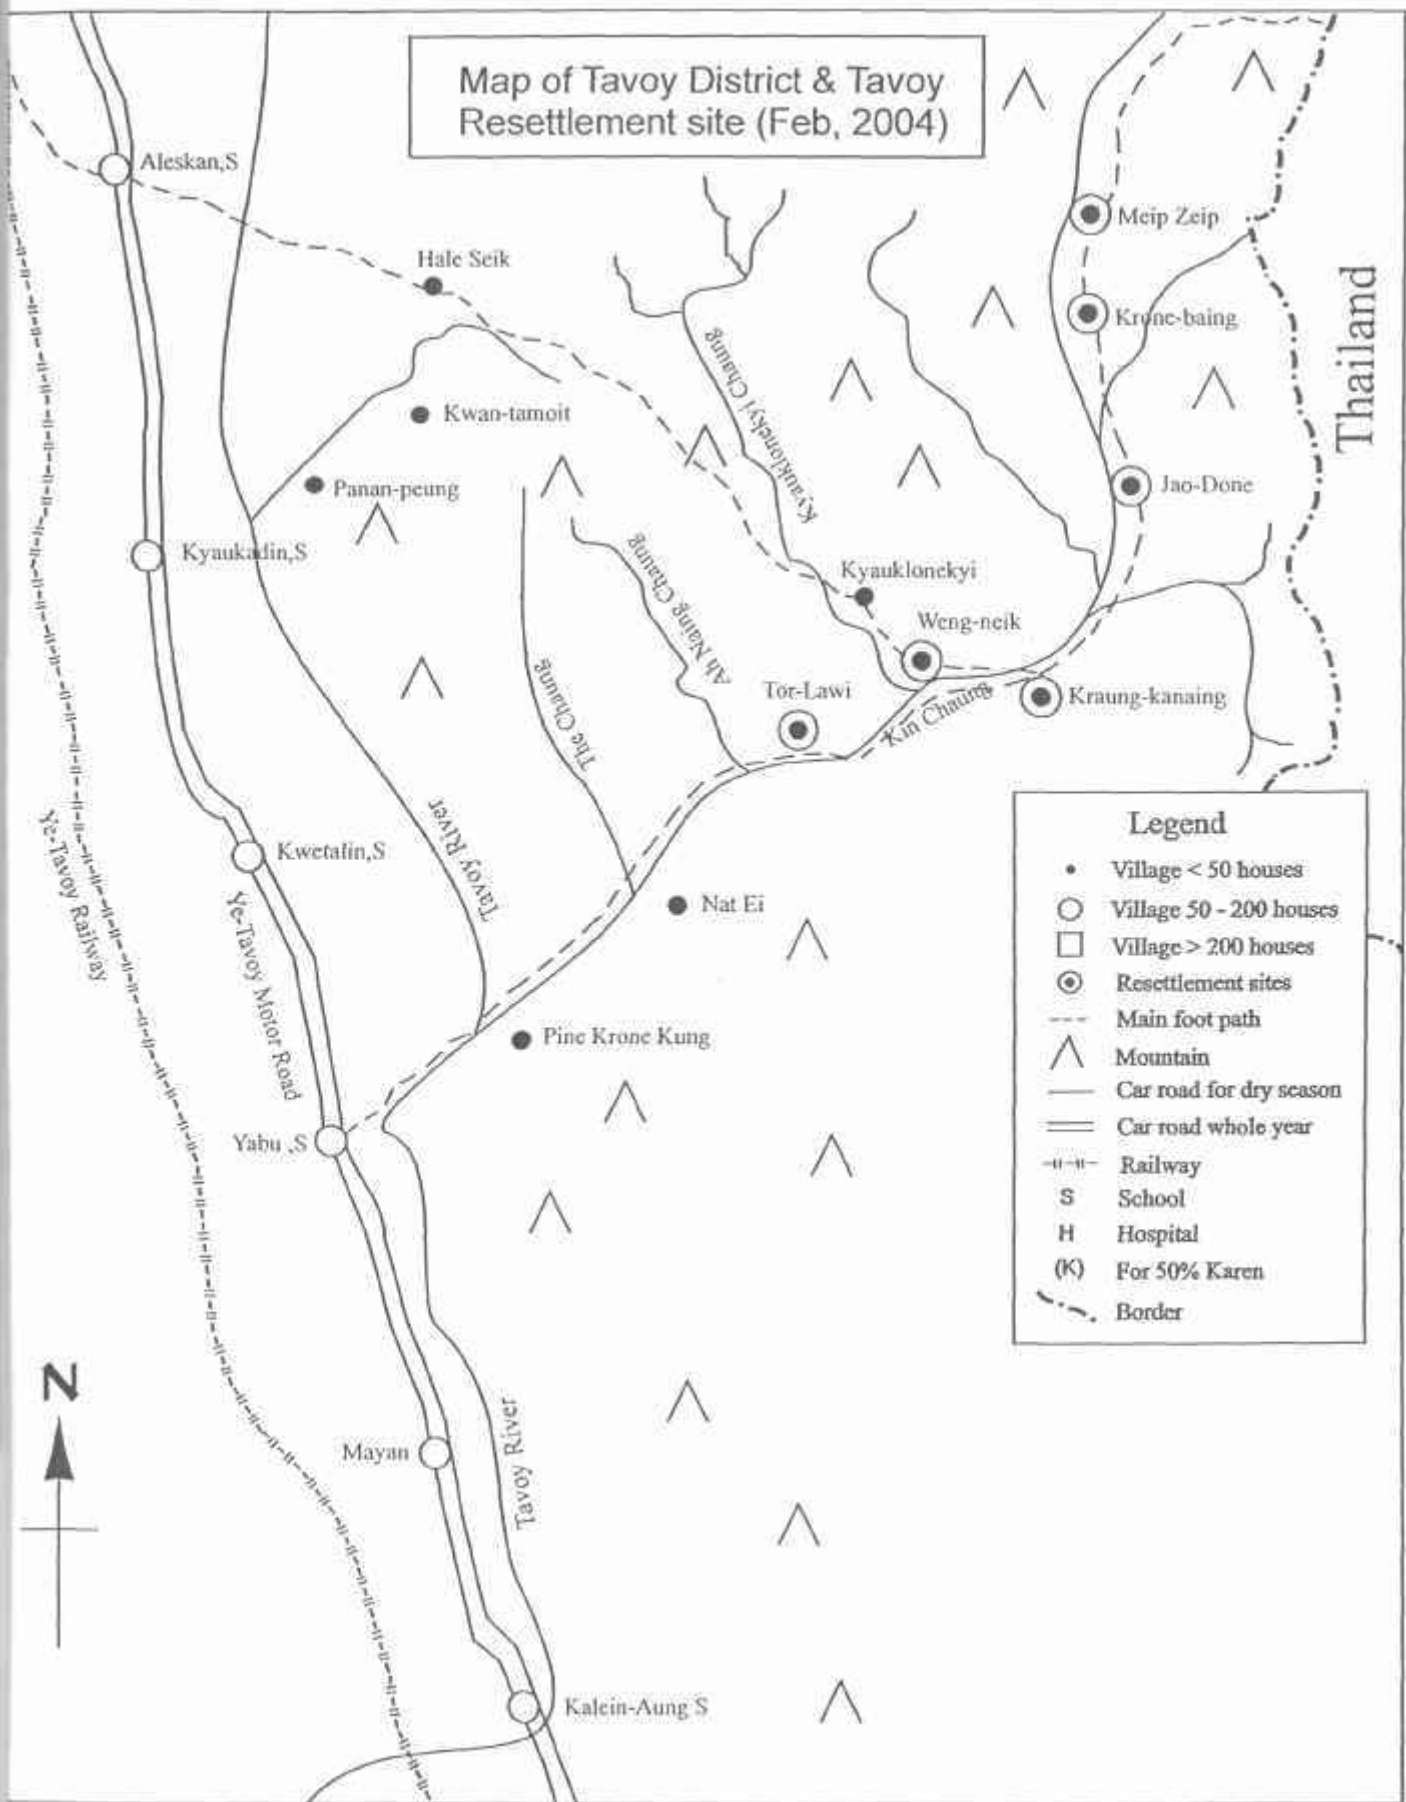 Map of Tavoy District & Tavoy
Resettlement site (Feb, 2004)
Aleskan,S
Meip Zeip
Hale Seik
Krone-baing
Thailand
Kyauklonekyi Chaung
Kwan-tamoit
Panan-peung
Jao-Done
Kyaukadin,S
Kyauklonekyi
Ah Naing Chaung
Weng-neik
The Chaung
Tor-Lawi
Kin Chaung
Kraung-kanaing
Tavoy River
Kwetalin,S
Ye-Tavoy Railway
Ye-Tavoy Motor Road
Nat Ei
Pine Krone Kung
Yabu ,S
Legend
Village < 50 houses
Village 50 - 200 houses
Village > 200 houses
Resettlement sites
Main foot path
Mountain
Car road for dry season
Car road whole year
Railway
S School
H Hospital
(K) For 50% Karen
Border
N
Mayan
Tavoy River
Kalein-Aung S